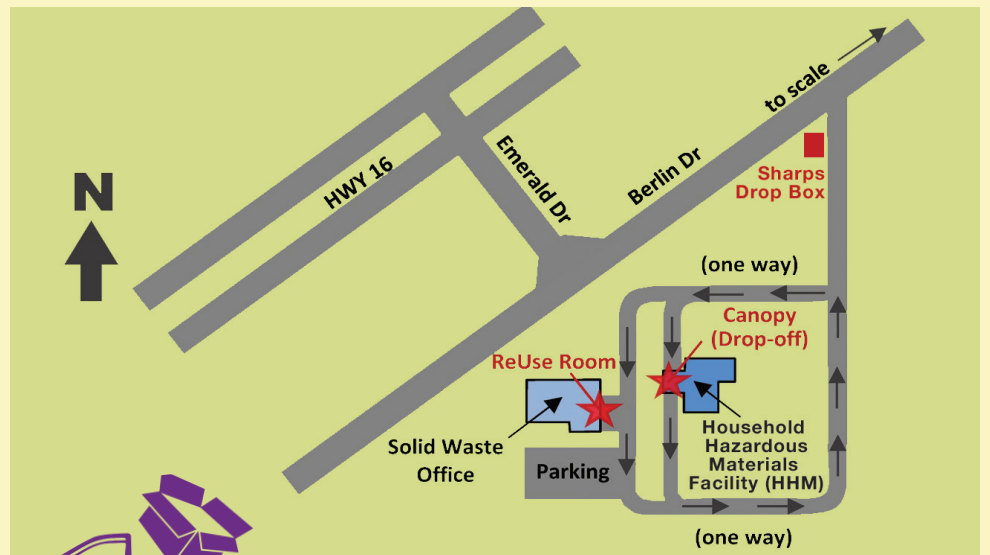 to scale
N
HWY 16
Emerald Dr
Berlin Dr
Sharps
Drop Box
(one way)
Canopy
(Drop-off)
ReUse Room
Solid Waste
Office
Household
Hazardous
Materials
Facility (HHM)
Parking
(one way)